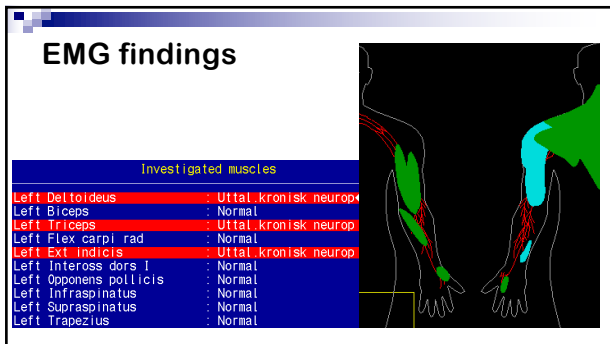 EMG findings
Investigated muscles
Left Deltoideus : Uttal.kronisk neurop
Left Biceps : Normal
Left Triceps : Uttal.kronisk neurop
Left Flex carpi rad : Normal
Left Ext indicis : Uttal.kronisk neurop
Left Inteross dors I : Normal
Left Opponens pollicis : Normal
Left Infraspinatus : Normal
Left Supraspinatus : Normal
Left Trapezius : Normal